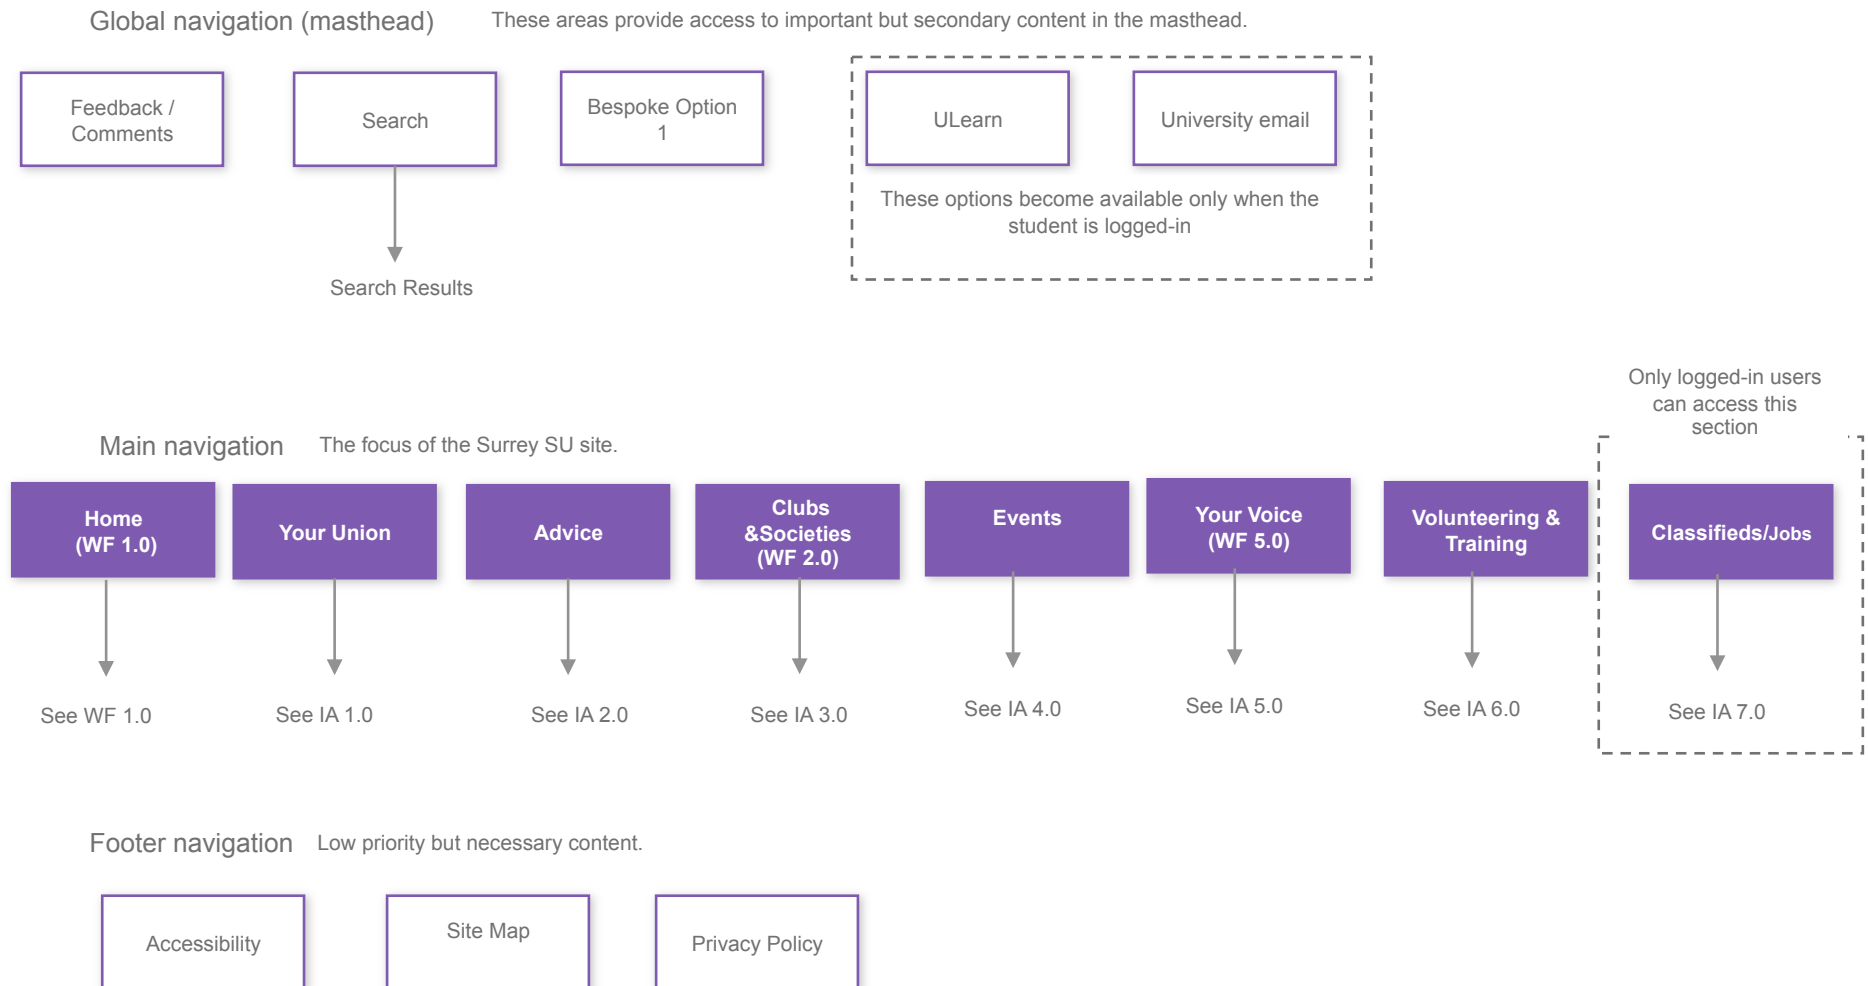 Global navigation (masthead)
These areas provide access to important but secondary content in the masthead.
Feedback /
Comments
Search
Bespoke Option
1
ULearn
University email
These options become available only when the
student is logged-in
Search Results
Only logged-in users
can access this
section
Main navigation
The focus of the Surrey SU site.
Home
(WF 1.0)
Your Union
Advice
Clubs
&Societies
(WF 2.0)
Events
Your Voice
(WF 5.0)
Volunteering &
Training
Classifieds/Jobs
See WF 1.0
See IA 1.0
See IA 2.0
See IA 3.0
See IA 4.0
See IA 5.0
See IA 6.0
See IA 7.0
Footer navigation
Low priority but necessary content.
Accessibility
Site Map
Privacy Policy